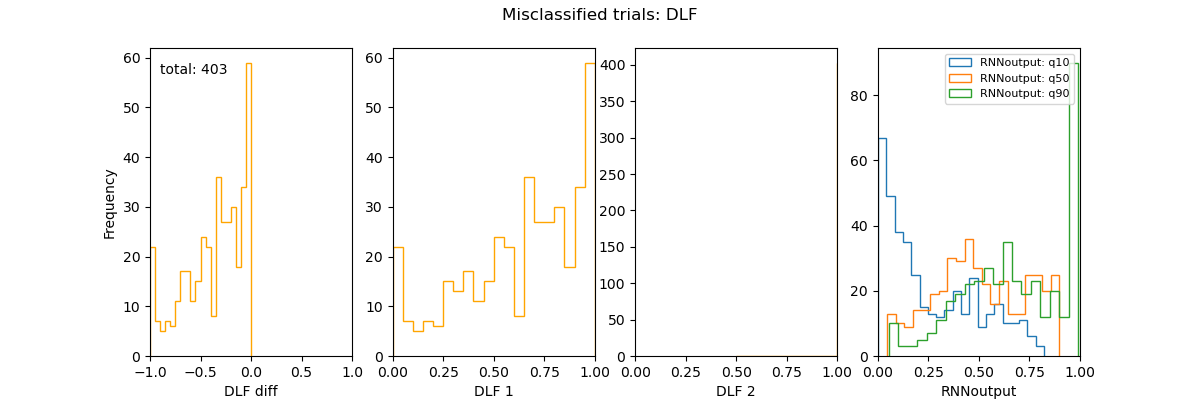 Misclassified trials: DLF
total: 403
Frequency
60
50
40
30
20
10
0
−1.0 −0.5 0.0 0.5 1.0
DLF diff
60
50
40
30
20
10
0
0.00 0.25 0.50 0.75 1.00
DLF 1
400
350
300
250
200
150
100
50
0
0.00 0.25 0.50 0.75 1.00
DLF 2
RNNoutput: q10
RNNoutput: q50
RNNoutput: q90
80
60
40
20
0
0.00 0.25 0.50 0.75 1.00
RNNoutput